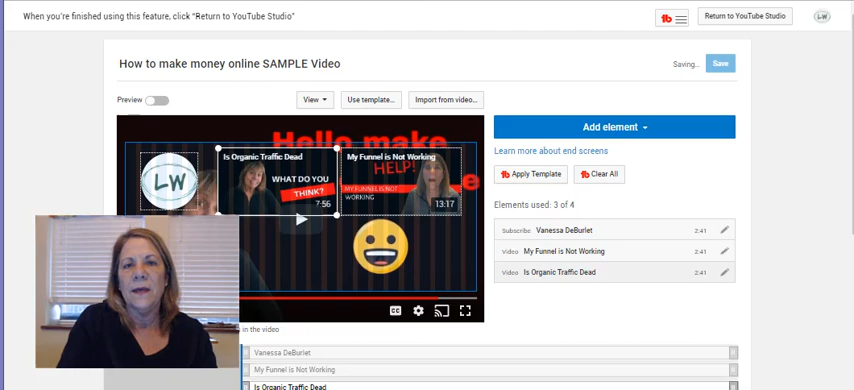 When you're finished using this feature, click "Return to YouTube Studio"
tb
Return to YouTube Studio
LW
How to make money online SAMPLE Video
Saving...
Save
Preview
View
Use template...
Import from video...
Add element
Hello make
e
LW
Is Organic Traffic Dead
WHAT DO YOU
THINK?
7:56
My Funnel is Not Working
HELP!
MY FUNNEL IS NOT
WORKING
13:17
CC
Learn more about end screens
tb Apply Template
tb Clear All
Elements used: 3 of 4
Subscribe: Vanessa DeBurlet 2:41
Video My Funnel is Not Working 2:41
Video Is Organic Traffic Dead 2:41
in the video
Vanessa DeBurlet
My Funnel is Not Working
Is Organic Traffic Dead